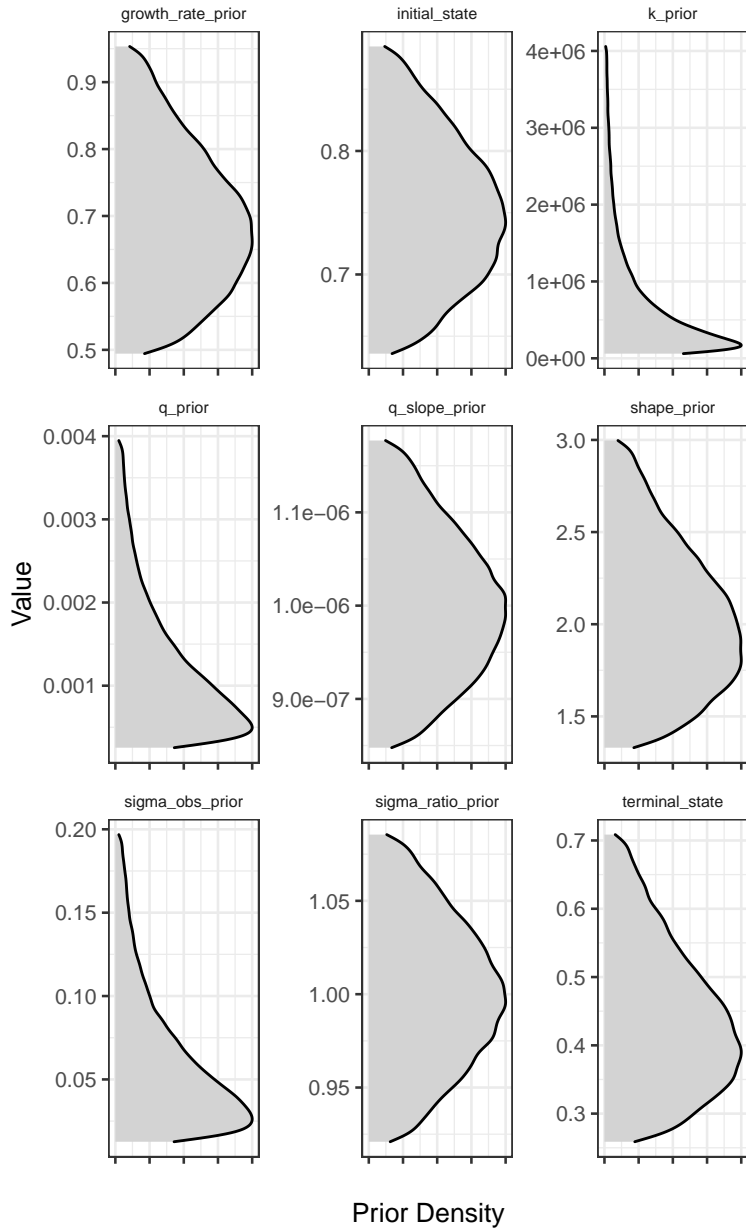 growth_rate_prior initial_state k_prior
0.9 0.8 0.7 0.6 0.5
0.8 0.7
4e+06 3e+06 2e+06 1e+06 0e+00
q_prior q_slope_prior shape_prior
0.004 0.003 0.002 0.001
1.1e−06 1.0e−06 9.0e−07
3.0 2.5 2.0 1.5
Value
sigma_obs_prior sigma_ratio_prior terminal_state
0.20 0.15 0.10 0.05
1.05 1.00 0.95
0.7 0.6 0.5 0.4 0.3
Prior Density